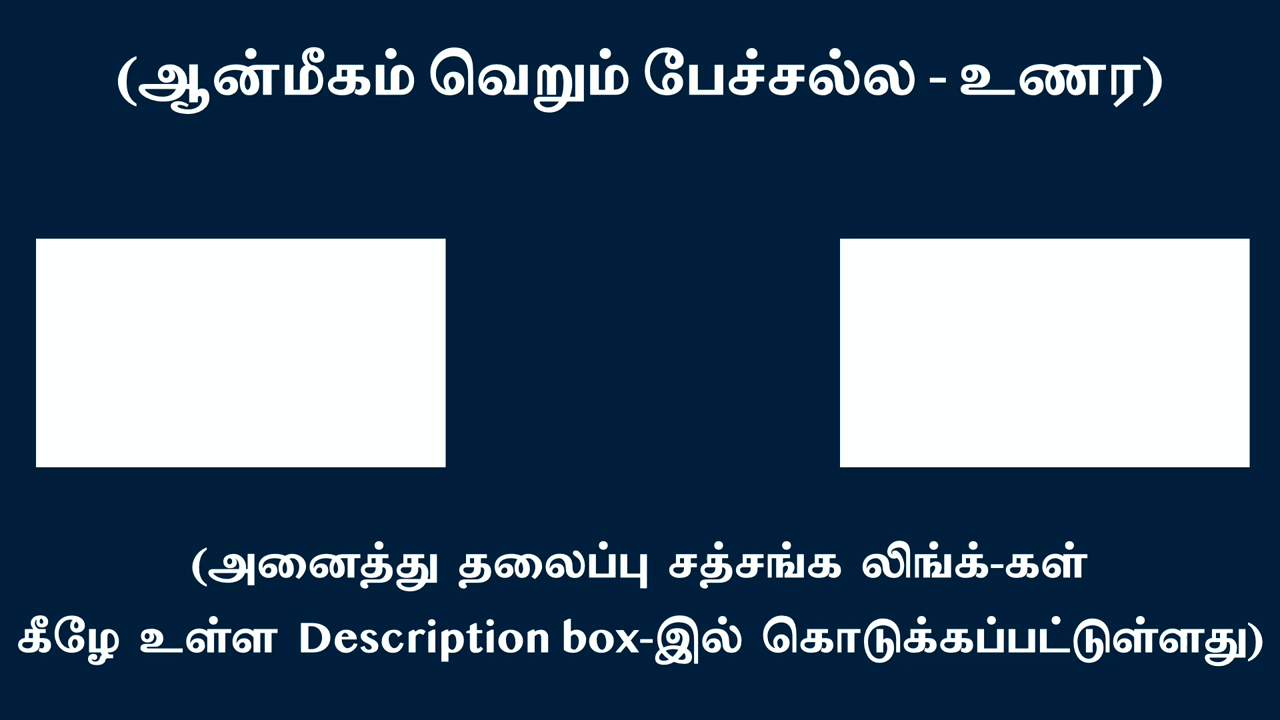 (ஆன்மீகம் வெறும் பேச்சல்ல - உணர)
(அனைத்து தலைப்பு சத்சங்க லிங்க்-கள்
கீழே உள்ள Description box-இல் கொடுக்கப்பட்டுள்ளது)